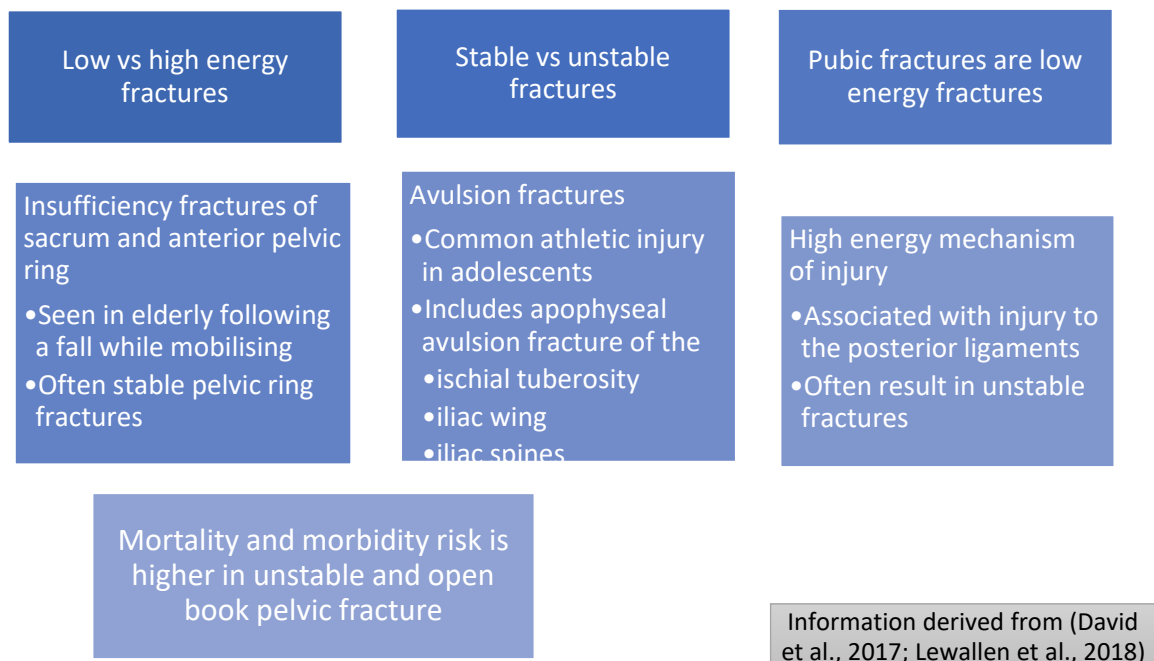 Low vs high energy
fractures
Stable vs unstable
fractures
Pubic fractures are low
energy fractures
Insufficiency fractures of
sacrum and anterior pelvic
ring
•Seen in elderly following
a fall while mobilising
•Often stable pelvic ring
fractures
Avulsion fractures
•Common athletic injury
in adolescents
•Includes apophyseal
avulsion fracture of the
•ischial tuberosity
•iliac wing
•iliac spines
High energy mechanism
of injury
•Associated with injury to
the posterior ligaments
•Often result in unstable
fractures
Mortality and morbidity risk is
higher in unstable and open
book pelvic fracture
Information derived from (David
et al., 2017; Lewallen et al., 2018)